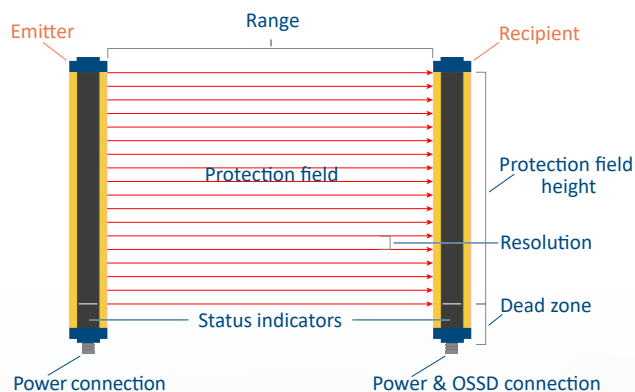 Range
Emitter
Recipient
Protection field
Protection field
height
Resolution
Dead zone
Status indicators
Power connection
Power & OSSD connection